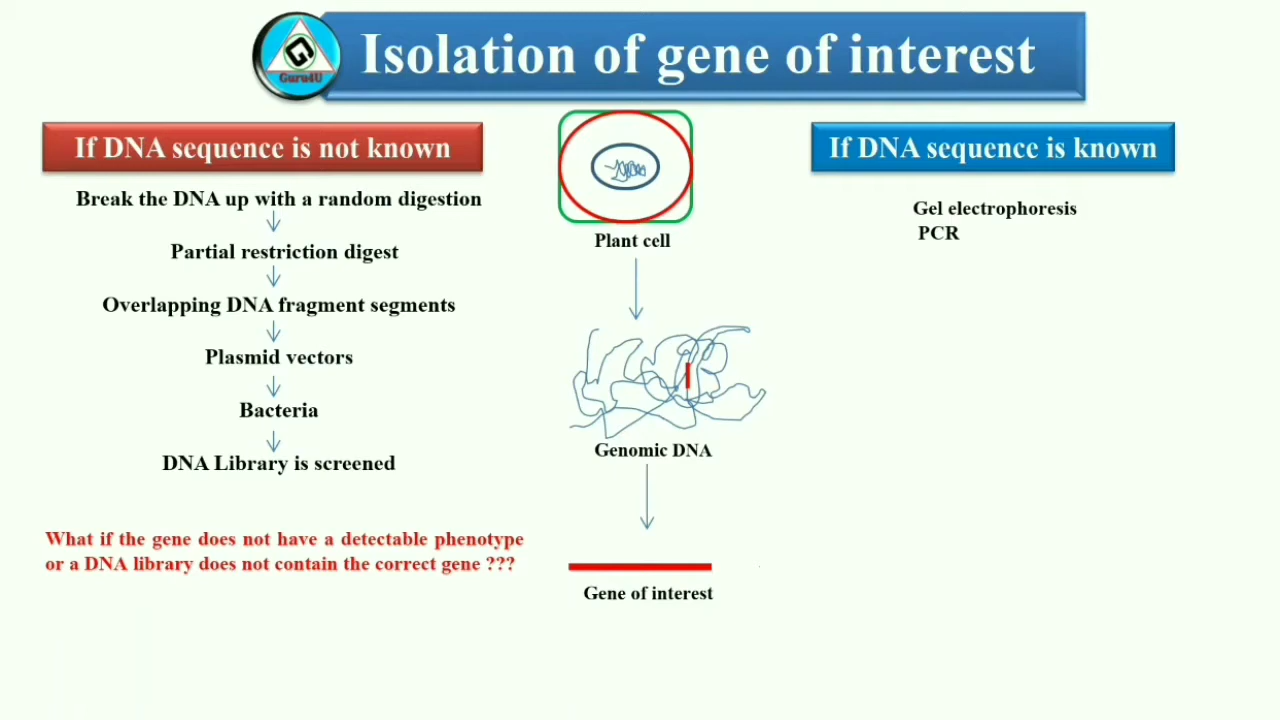 Isolation of gene of interest
Guru4U
If DNA sequence is not known
Break the DNA up with a random digestion
Partial restriction digest
Overlapping DNA fragment segments
Plasmid vectors
Bacteria
DNA Library is screened
What if the gene does not have a detectable phenotype
or a DNA library does not contain the correct gene ???
Plant cell
Genomic DNA
Gene of interest
If DNA sequence is known
Gel electrophoresis
PCR